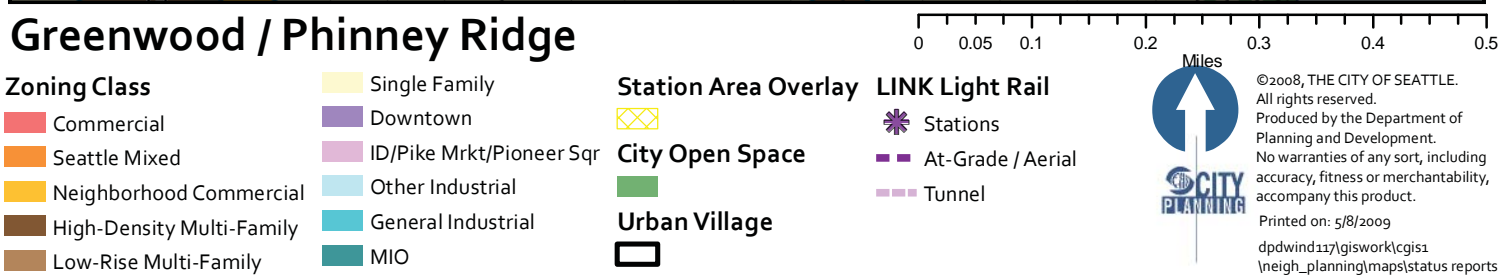 Greenwood / Phinney Ridge
0 0.05 0.1 0.2 0.3 0.4 0.5
Miles
Zoning Class
Commercial
Seattle Mixed
Neighborhood Commercial
High-Density Multi-Family
Low-Rise Multi-Family
Single Family
Downtown
ID/Pike Mrkt/Pioneer Sqr
Other Industrial
General Industrial
MIO
Station Area Overlay
City Open Space
Urban Village
LINK Light Rail
Stations
At-Grade / Aerial
Tunnel
CITY
PLANNING
©2008, THE CITY OF SEATTLE.
All rights reserved.
Produced by the Department of
Planning and Development.
No warranties of any sort, including
accuracy, fitness or merchantability,
accompany this product.
Printed on: 5/8/2009
dpdwind117\giswork\cgis1
\neigh_planning\maps\status reports